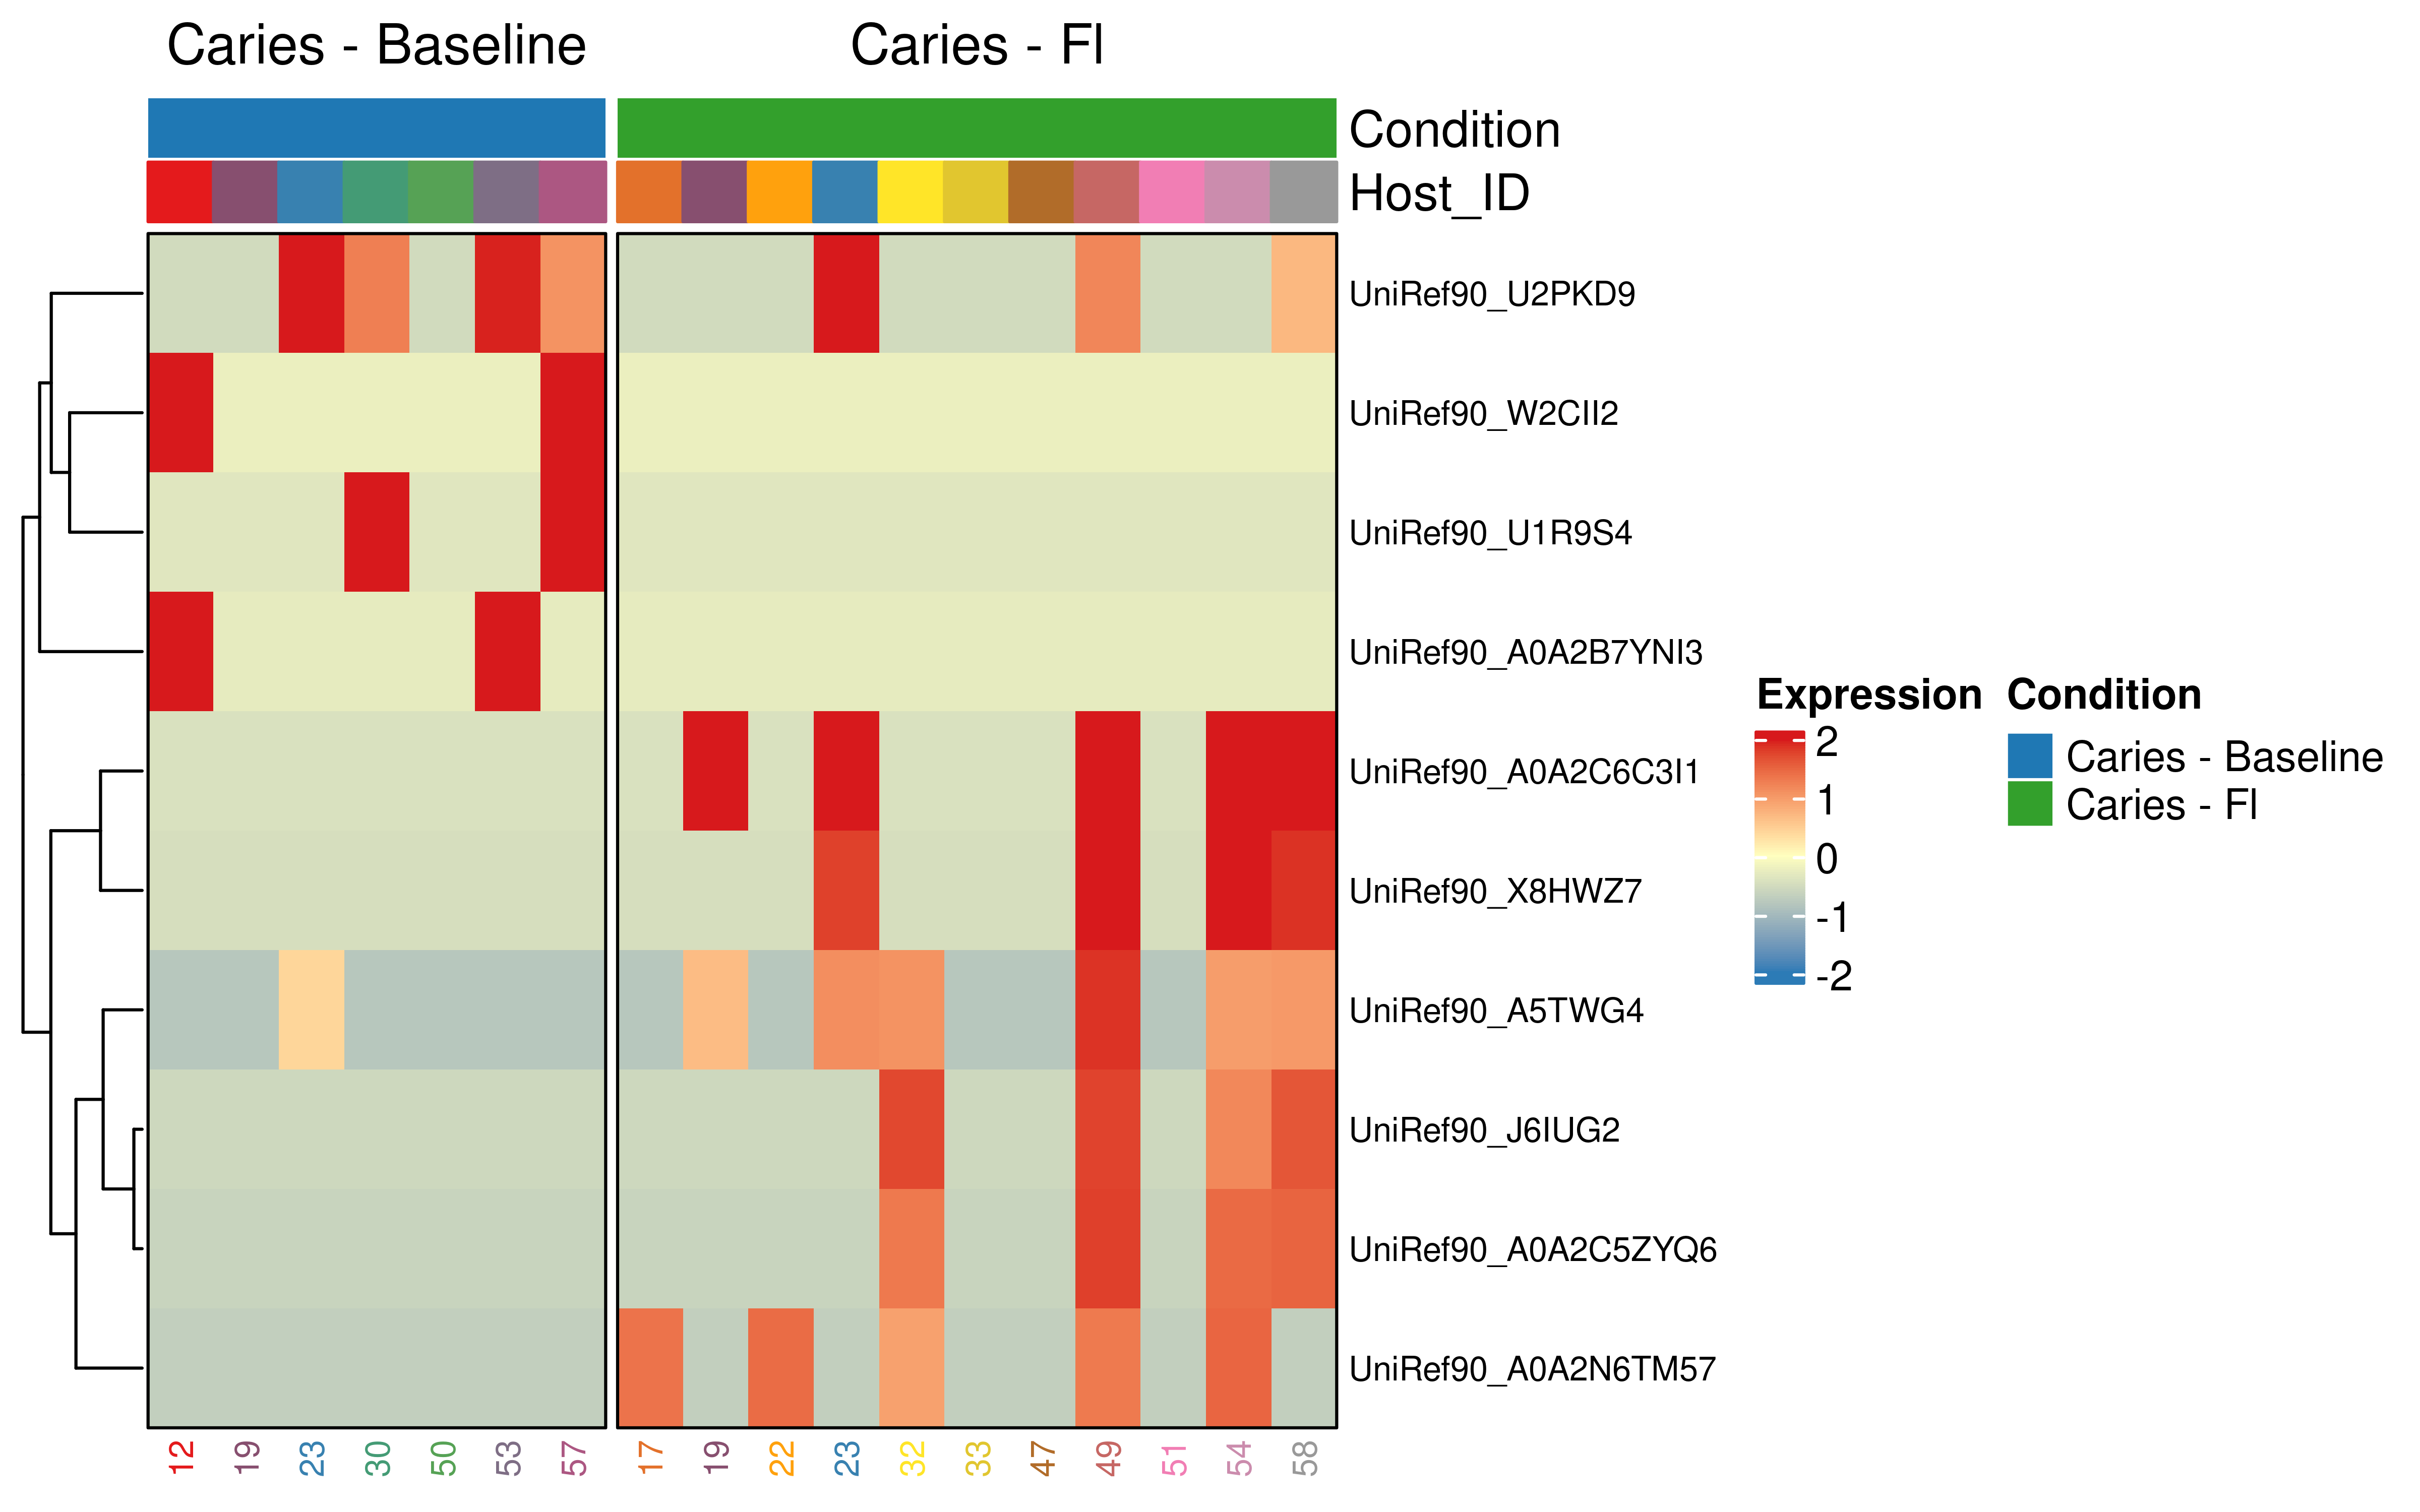 Caries - Baseline
Caries - Fl
Condition
Host_ID
UniRef90_U2PKD9
UniRef90_W2CII2
UniRef90_U1R9S4
UniRef90_A0A2B7YNI3
UniRef90_A0A2C6C3I1
UniRef90_X8HWZ7
UniRef90_A5TWG4
UniRef90_J6IUG2
UniRef90_A0A2C5ZYQ6
UniRef90_A0A2N6TM57
12 19 23 30 50 53 57 17 19 22 23 32 33 47 49 51 54 58
Expression
2
1
0
-1
-2
Condition
Caries - Baseline
Caries - Fl